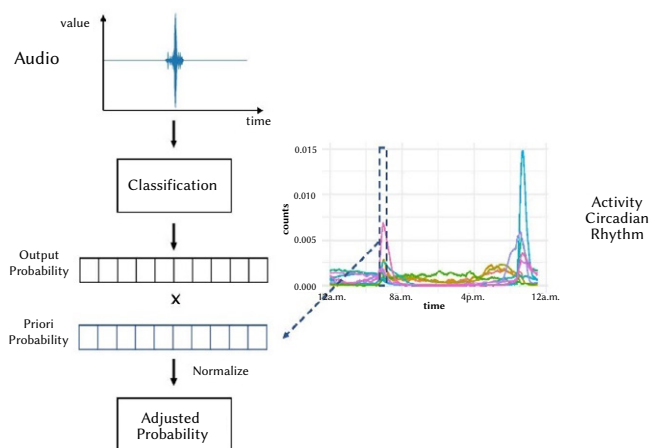 value
Audio
time
Classification
Output
Probability
x
Priori
Probability
Normalize
Adjusted
Probability
0.015
0.010
0.005
0.000
counts
12a.m.
8a.m.
4p.m.
12a.m.
time
Activity
Circadian
Rhythm